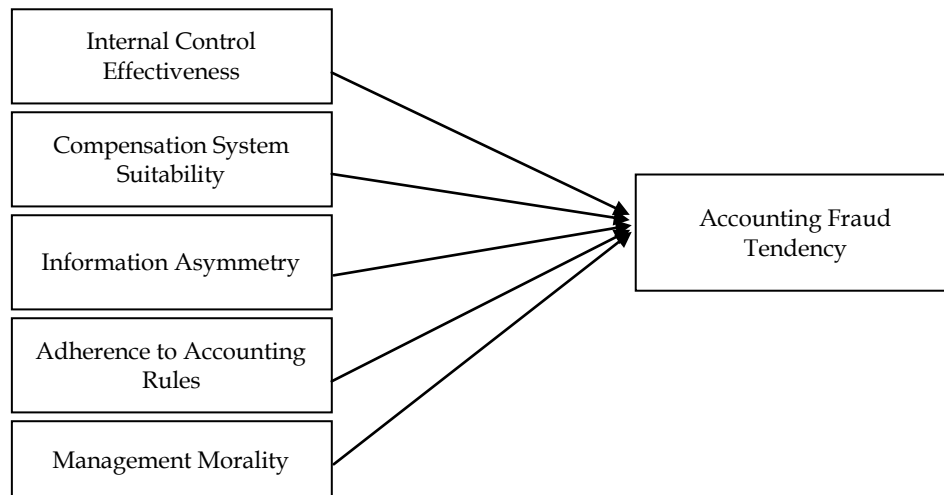 Internal Control
Effectiveness
Compensation System
Suitability
Information Asymmetry
Adherence to Accounting
Rules
Management Morality
Accounting Fraud
Tendency